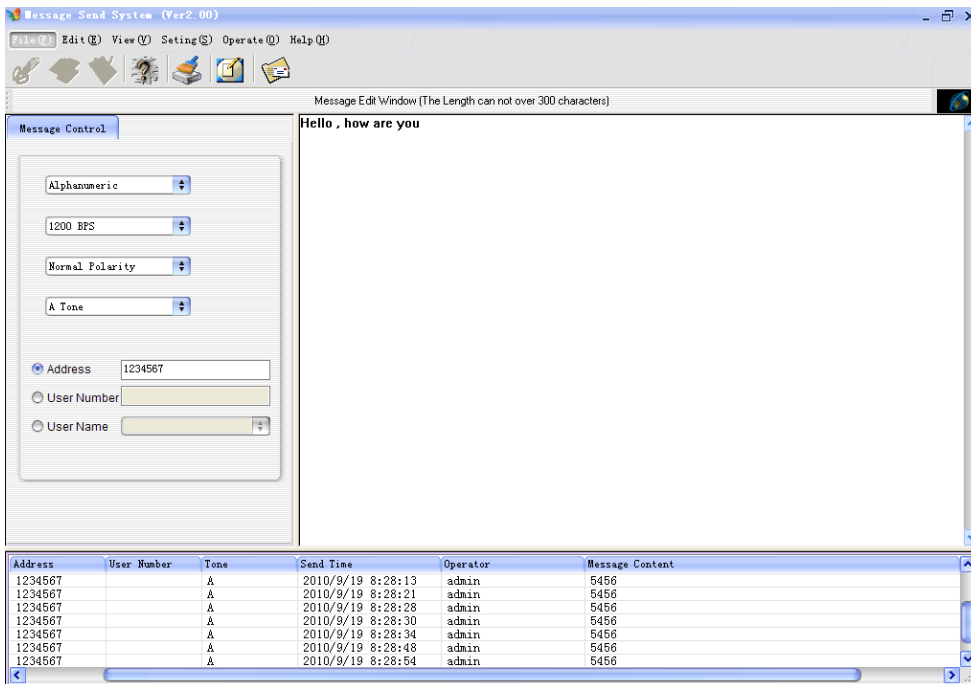 Message Send System (Ver2.00)
File(F) Edit(E) View(V) Seting(S) Operate(O) Help(H)
Message Edit Window (The Length can not over 300 characters)
Message Control
Hello , how are you
Alphanumeric
1200 BPS
Normal Polarity
A Tone
Address 1234567
User Number
User Name
Address User Number Tone Send Time Operator Message Content
1234567 A 2010/9/19 8:28:13 admin 5456
1234567 A 2010/9/19 8:28:21 admin 5456
1234567 A 2010/9/19 8:28:28 admin 5456
1234567 A 2010/9/19 8:28:30 admin 5456
1234567 A 2010/9/19 8:28:34 admin 5456
1234567 A 2010/9/19 8:28:48 admin 5456
1234567 A 2010/9/19 8:28:54 admin 5456